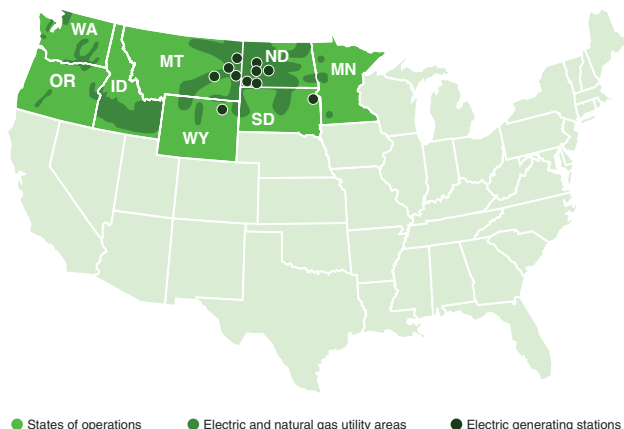 WA
MT
ND
MN
OR
ID
SD
WY
States of operations
Electric and natural gas utility areas
Electric generating stations